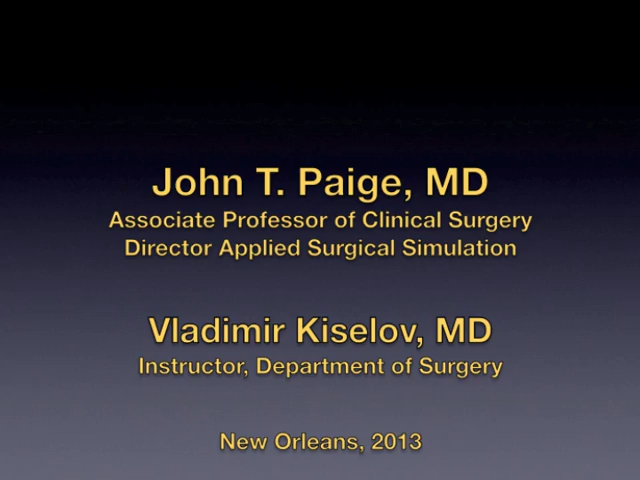 John T. Paige, MD
Associate Professor of Clinical Surgery
Director Applied Surgical Simulation
Vladimir Kiselov, MD
Instructor, Department of Surgery
New Orleans, 2013